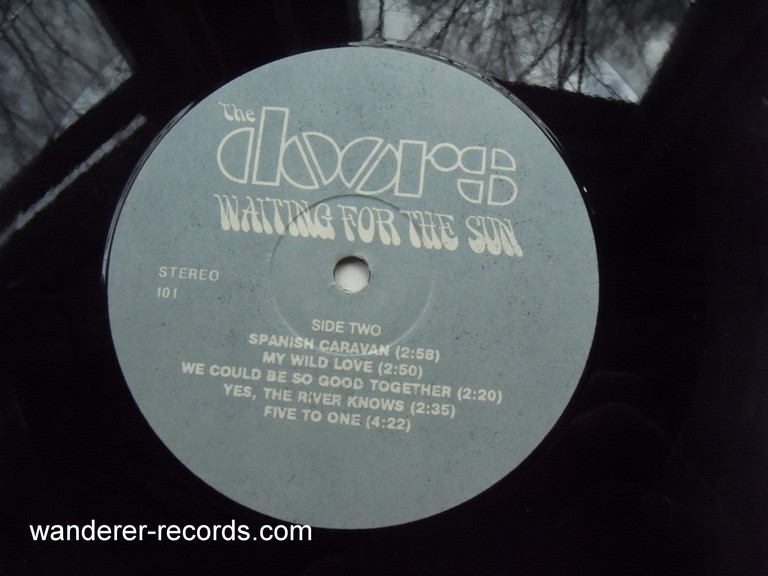 The
doors
WAITING FOR THE SUN
STEREO
101
SIDE TWO
SPANISH CARAVAN (2:58)
MY WILD LOVE (2:50)
WE COULD BE SO GOOD TOGETHER (2:20)
YES, THE RIVER KNOWS (2:35)
FIVE TO ONE (4:22)
wanderer-records.com